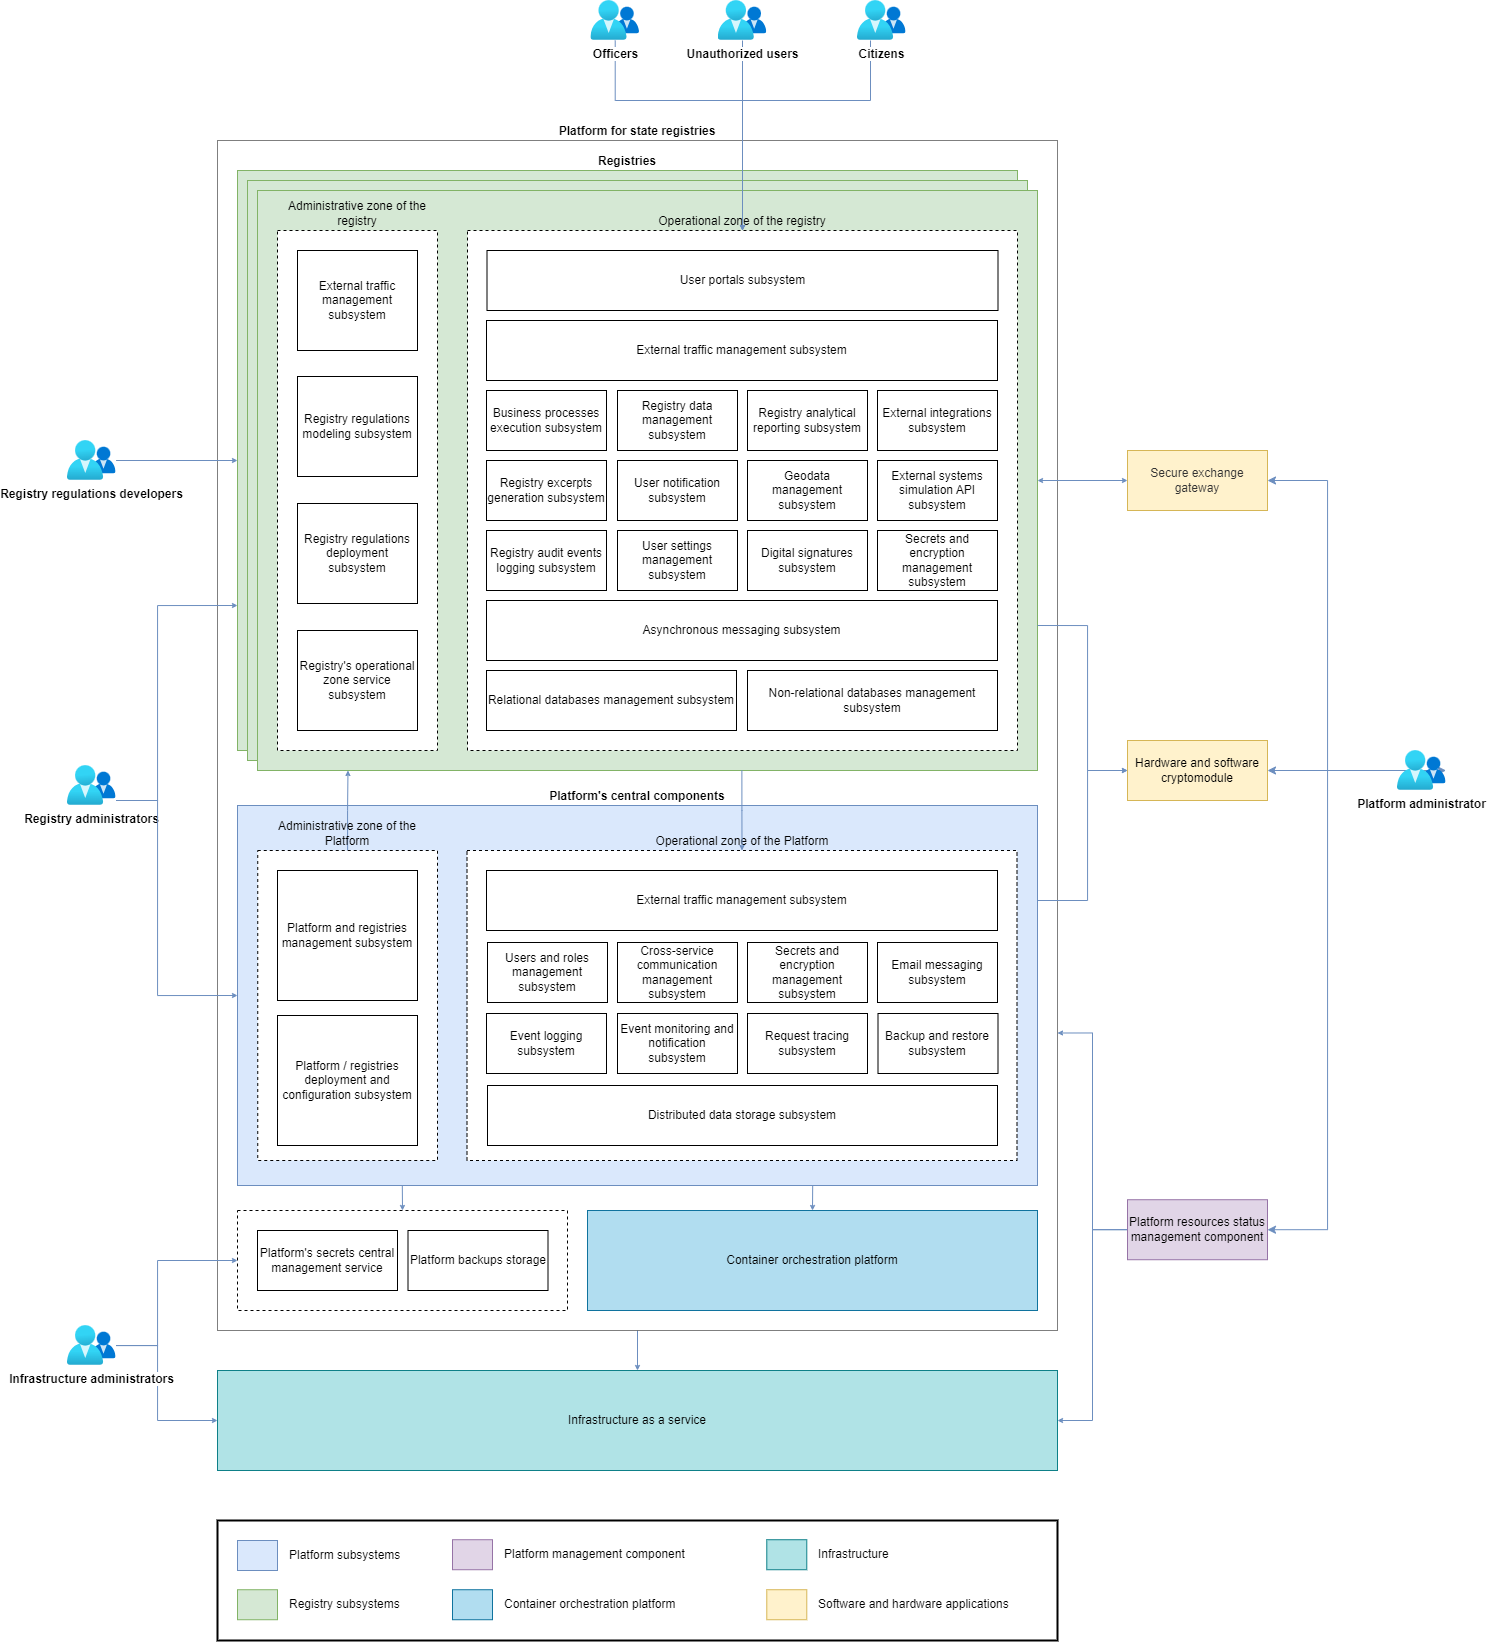 Officers
Unauthorized users
Citizens
Platform for state registries
Registries
Administrative zone of the
registry
Operational zone of the registry
External traffic
management
subsystem
Registry regulations
modeling subsystem
Registry regulations
deployment
subsystem
Registry's operational
zone service
subsystem
User portals subsystem
External traffic management subsystem
Business processes
execution subsystem
Registry data
management
subsystem
Registry analytical
reporting subsystem
External integrations
subsystem
Registry excerpts
generation subsystem
User notification
subsystem
Geodata
management
subsystem
External systems
simulation API
subsystem
Registry audit events
logging subsystem
User settings
management
subsystem
Digital signatures
subsystem
Secrets and
encryption
management
subsystem
Asynchronous messaging subsystem
Relational databases management subsystem
Non-relational databases management
subsystem
Registry regulations developers
Registry administrators
Infrastructure administrators
Secure exchange
gateway
Hardware and software
cryptomodule
Platform administrator
Platform resources status
management component
Platform's central components
Administrative zone of the
Platform
Operational zone of the Platform
Platform and registries
management subsystem
Platform / registries
deployment and
configuration subsystem
External traffic management subsystem
Users and roles
management
subsystem
Cross-service
communication
management
subsystem
Secrets and
encryption
management
subsystem
Email messaging
subsystem
Event logging
subsystem
Event monitoring and
notification
subsystem
Request tracing
subsystem
Backup and restore
subsystem
Distributed data storage subsystem
Platform's secrets central
management service
Platform backups storage
Container orchestration platform
Infrastructure as a service
Platform subsystems
Platform management component
Infrastructure
Registry subsystems
Container orchestration platform
Software and hardware applications